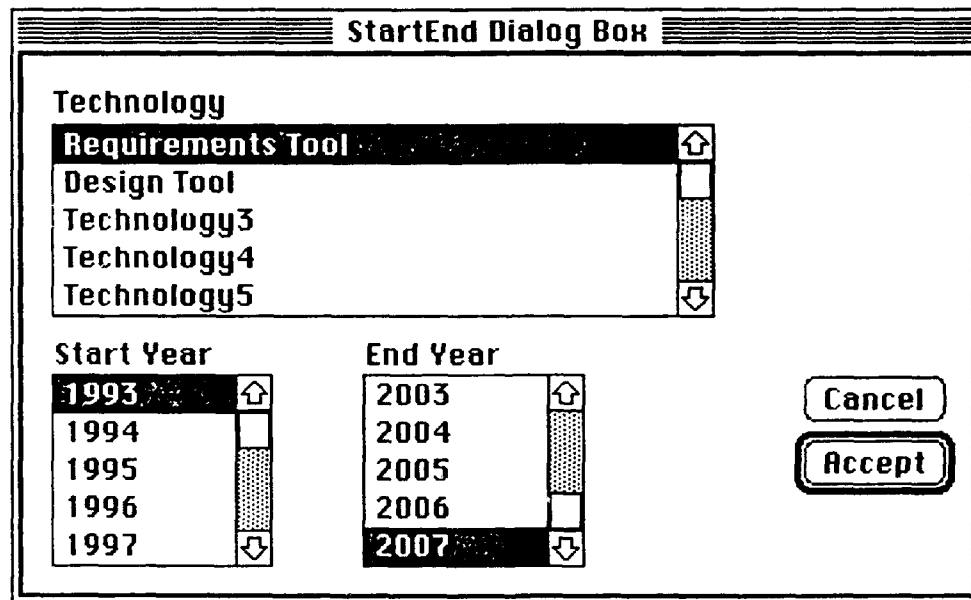 StartEnd Dialog Box
Technology
Requirements Tool
Design Tool
Technology3
Technology4
Technology5
Start Year
End Year
1993
1994
1995
1996
1997
2003
2004
2005
2006
2007
Cancel
Accept